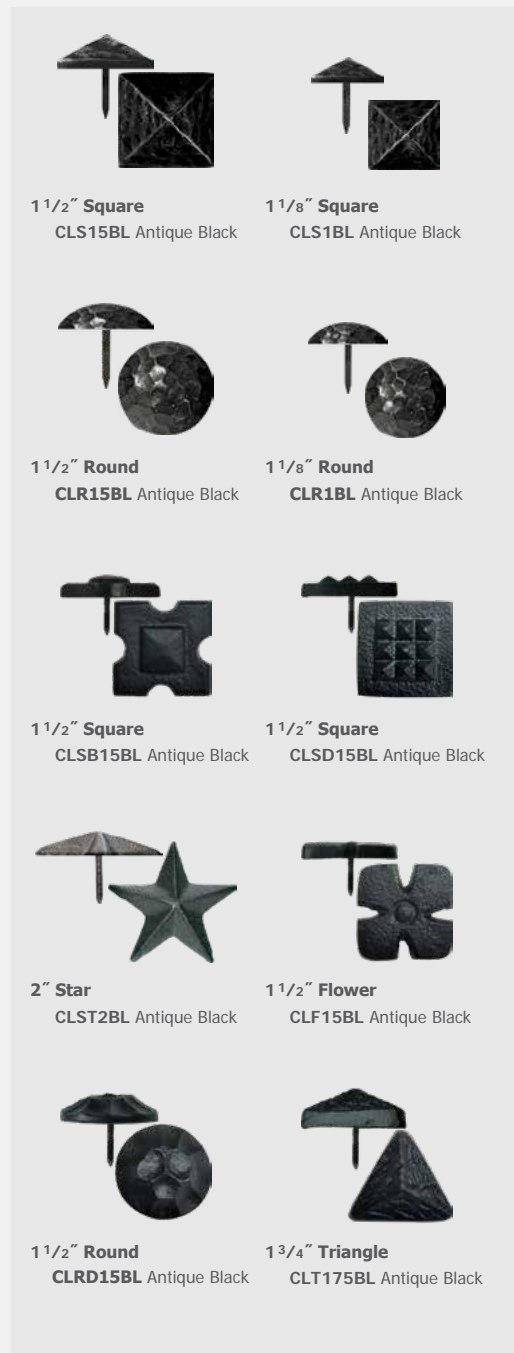 1 1/2˝ Square
CLS15BL Antique Black
1 1/8˝ Square
CLS1BL Antique Black
1 1/2˝ Round
CLR15BL Antique Black
1 1/8˝ Round
CLR1BL Antique Black
1 1/2˝ Square
CLSB15BL Antique Black
1 1/2˝ Square
CLSD15BL Antique Black
2˝ Star
CLST2BL Antique Black
1 1/2˝ Flower
CLF15BL Antique Black
1 1/2˝ Round
CLRD15BL Antique Black
1 3/4˝ Triangle
CLT175BL Antique Black